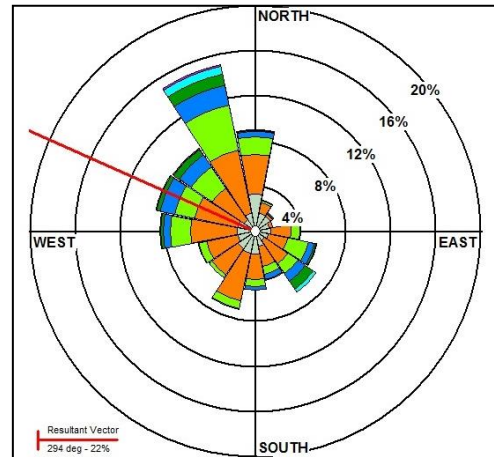 NORTH
20%
16%
12%
8%
4%
WEST
EAST
SOUTH
Resultant Vector
294 deg - 22%